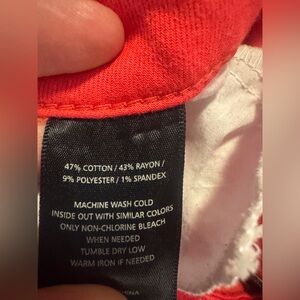 47% COTTON / 43% RAYON /
9% POLYESTER / 1% SPANDEX
MACHINE WASH COLD
INSIDE OUT WITH SIMILAR COLORS
ONLY NON-CHLORINE BLEACH
WHEN NEEDED
TUMBLE DRY LOW
WARM IRON IF NEEDED